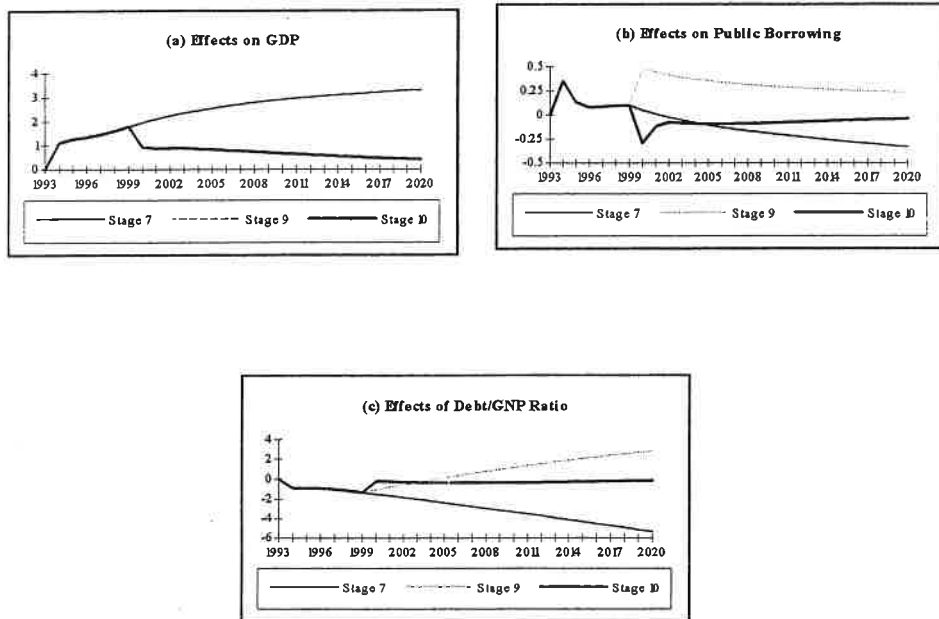 (a) Effects on GDP
4
3
2
1
0
1993 1996 1999 2002 2005 2008 2011 2014 2017 2020
Stage 7 Stage 9 Stage 10
(b) Effects on Public Borrowing
0.5
0.25
0
-0.25
-0.5
1993 1996 1999 2002 2005 2008 2011 2014 2017 2020
Stage 7 Stage 9 Stage 10
(c) Effects of Debt/GNP Ratio
4
2
0
-2
-4
-6
1993 1996 1999 2002 2005 2008 2011 2014 2017 2020
Stage 7 Stage 9 Stage 10